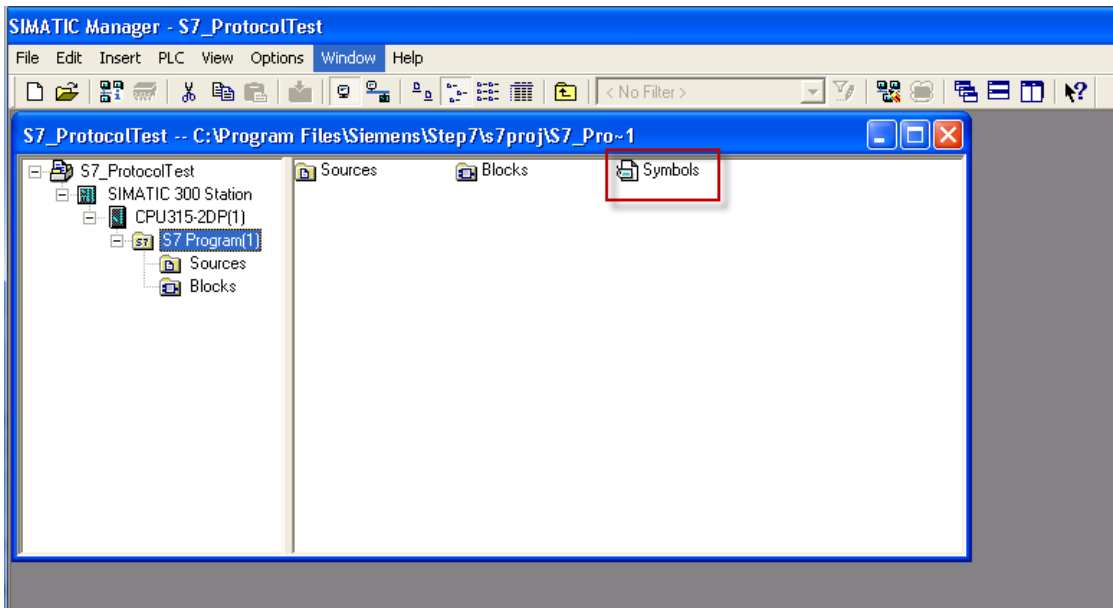 SIMATIC Manager - S7_ProtocolTest
File Edit Insert PLC View Options Window Help
< No Filter >
S7_ProtocolTest -- C:\Program Files\Siemens\Step7\s7proj\S7_Pro~1
S7_ProtocolTest
SIMATIC 300 Station
CPU315-2DP(1)
S7 Program(1)
Sources
Blocks
Sources Blocks Symbols